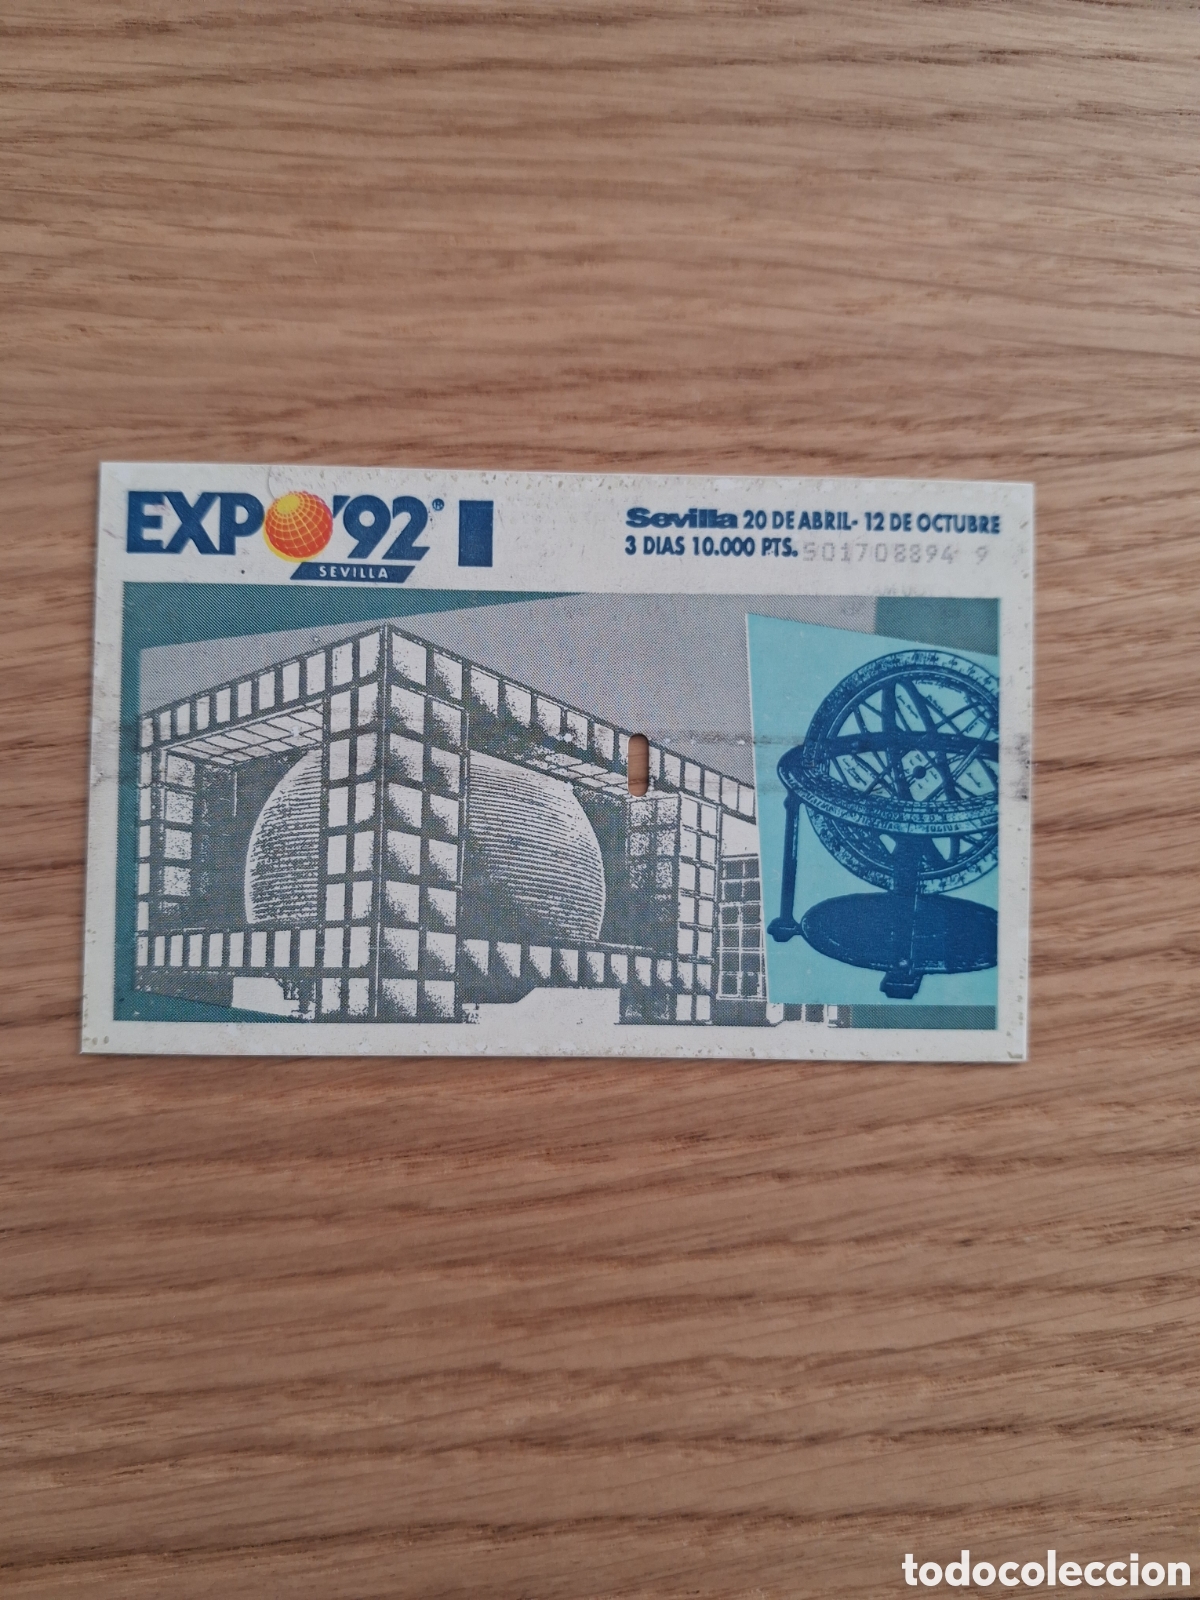 EXPO'92®
SEVILLA
Sevilla 20 DE ABRIL - 12 DE OCTUBRE
3 DIAS 10.000 PTS. S01708894 9
todocoleccion